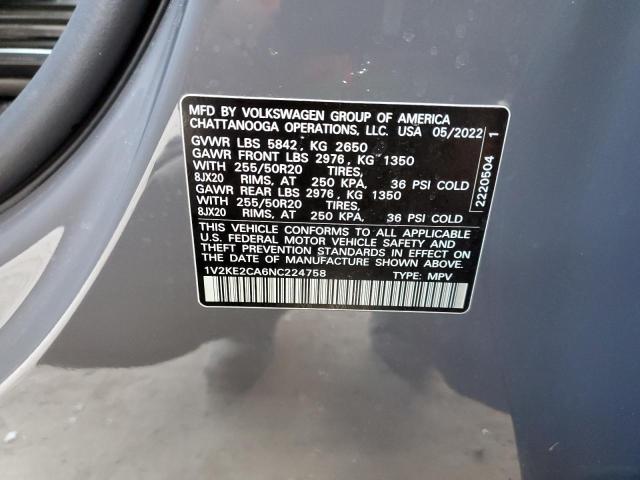 MFD BY VOLKSWAGEN GROUP OF AMERICA
CHATTANOOGA OPERATIONS, LLC. USA 05/2022
GVWR LBS 5842, KG 2650
GAWR FRONT LBS 2976, KG 1350
WITH 255/50R20 TIRES,
8JX20 RIMS, AT 250 KPA, 36 PSI COLD
GAWR REAR LBS 2976, KG 1350
WITH 255/50R20 TIRES,
8JX20 RIMS, AT 250 KPA, 36 PSI COLD
THIS VEHICLE CONFORMS TO ALL APPLICABLE
U.S. FEDERAL MOTOR VEHICLE SAFETY AND
THEFT PREVENTION STANDARDS IN EFFECT ON
THE DATE OF MANUFACTURE SHOWN ABOVE.
1V2KE2CA6NC224758 TYPE: MPV
2220504 1